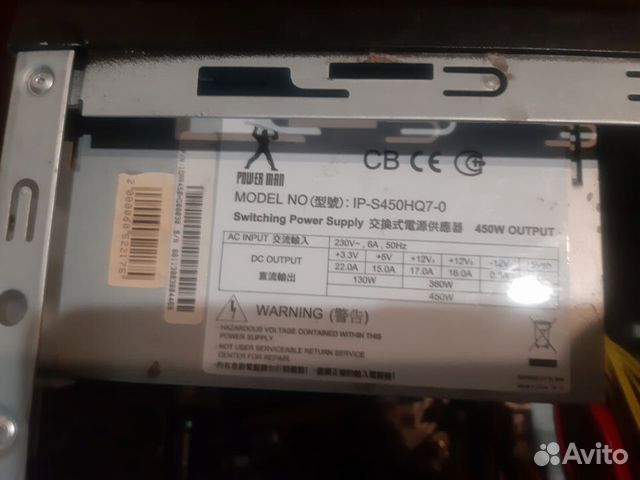 POWER MAN
CB CE
MODEL NO(型號): IP-S450HQ7-0
Switching Power Supply 交換式電源供應器 450W OUTPUT
AC INPUT 交流輸入 230V~, 6A, 50Hz
DC OUTPUT 直流輸出
+3.3V +5V +12V₁ +12V₂ -12V +5Vsb
22.0A 15.0A 17.0A 16.0A
130W 360W
450W
WARNING (警告)
- HAZARDOUS VOLTAGE CONTAINED WITHIN THIS
POWER SUPPLY.
- NOT USER SERVICEABLE RETURN SERVICE
CENTER FOR REPAIR.
Avito